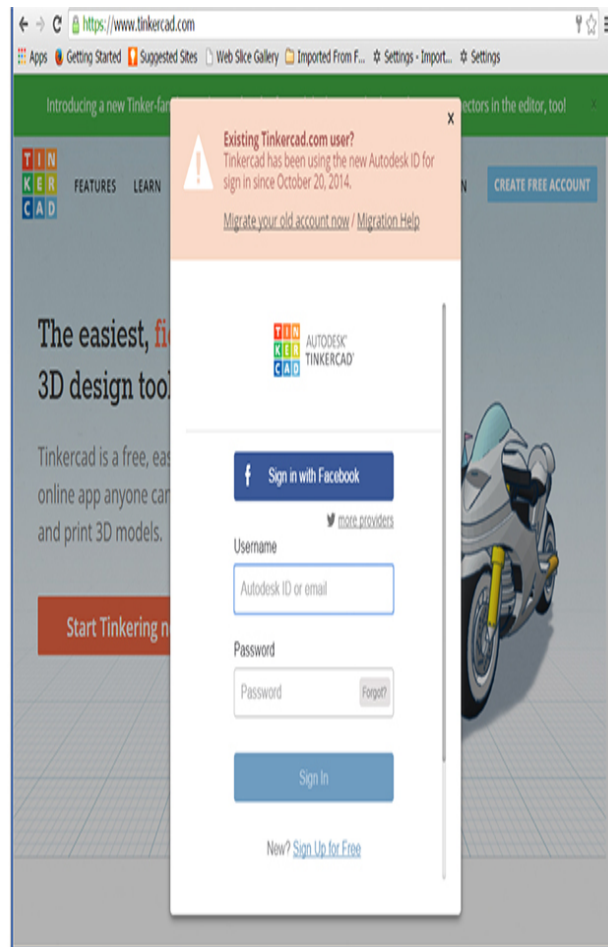 https://www.tinkercad.com
Apps Getting Started Suggested Sites Web Slice Gallery Imported From F... Settings - Import... Settings
Introducing a new Tinker-fam
ectors in the editor, too! x
TIN
KER
CAD
FEATURES LEARN
N CREATE FREE ACCOUNT
x
Existing Tinkercad.com user?
Tinkercad has been using the new Autodesk ID for
sign in since October 20, 2014.
Migrate your old account now / Migration Help
The easiest, fi
3D design tool
Tinkercad is a free, eas
online app anyone can
and print 3D models.
Start Tinkering n
TIN
KER
CAD
AUTODESK®
TINKERCAD®
f Sign in with Facebook
more providers
Username
Autodesk ID or email
Password
Password Forgot?
Sign In
New? Sign Up for Free